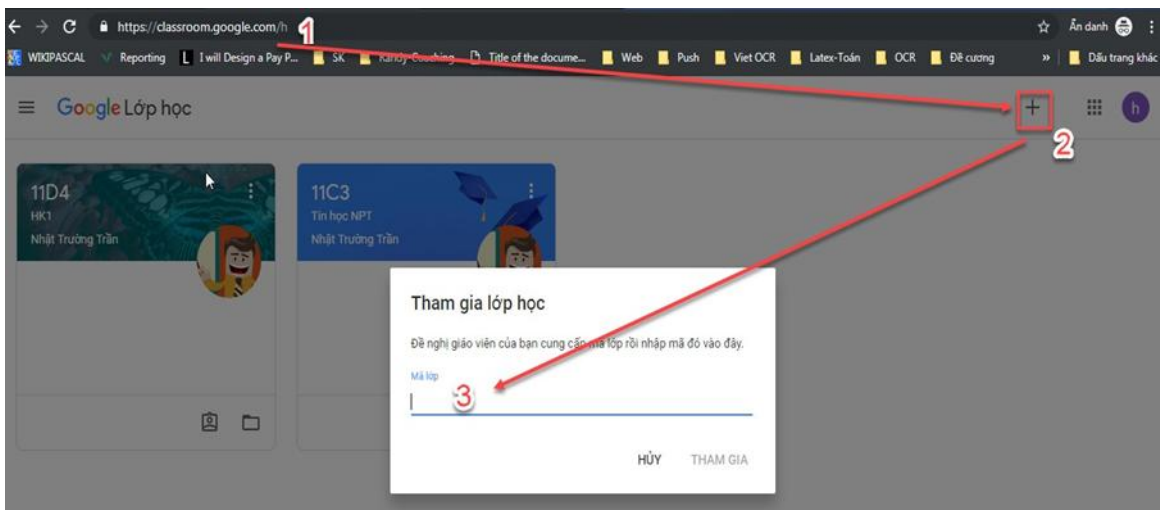 https://classroom.google.com/h
1
Ẩn danh
WIKIPASCAL
Reporting
I will Design a Pay P...
SK
Kandy Couching
Title of the docume...
Web
Push
Viet OCR
Latex-Toán
OCR
Đề cương
»
Dấu trang khác
Google Lớp học
+
h
2
11D4
HK1
Nhật Trường Trần
11C3
Tin học NPT
Nhật Trường Trần
Tham gia lớp học
Đề nghị giáo viên của bạn cung cấp mã lớp rồi nhập mã đó vào đây.
Mã lớp
3
HỦY
THAM GIA